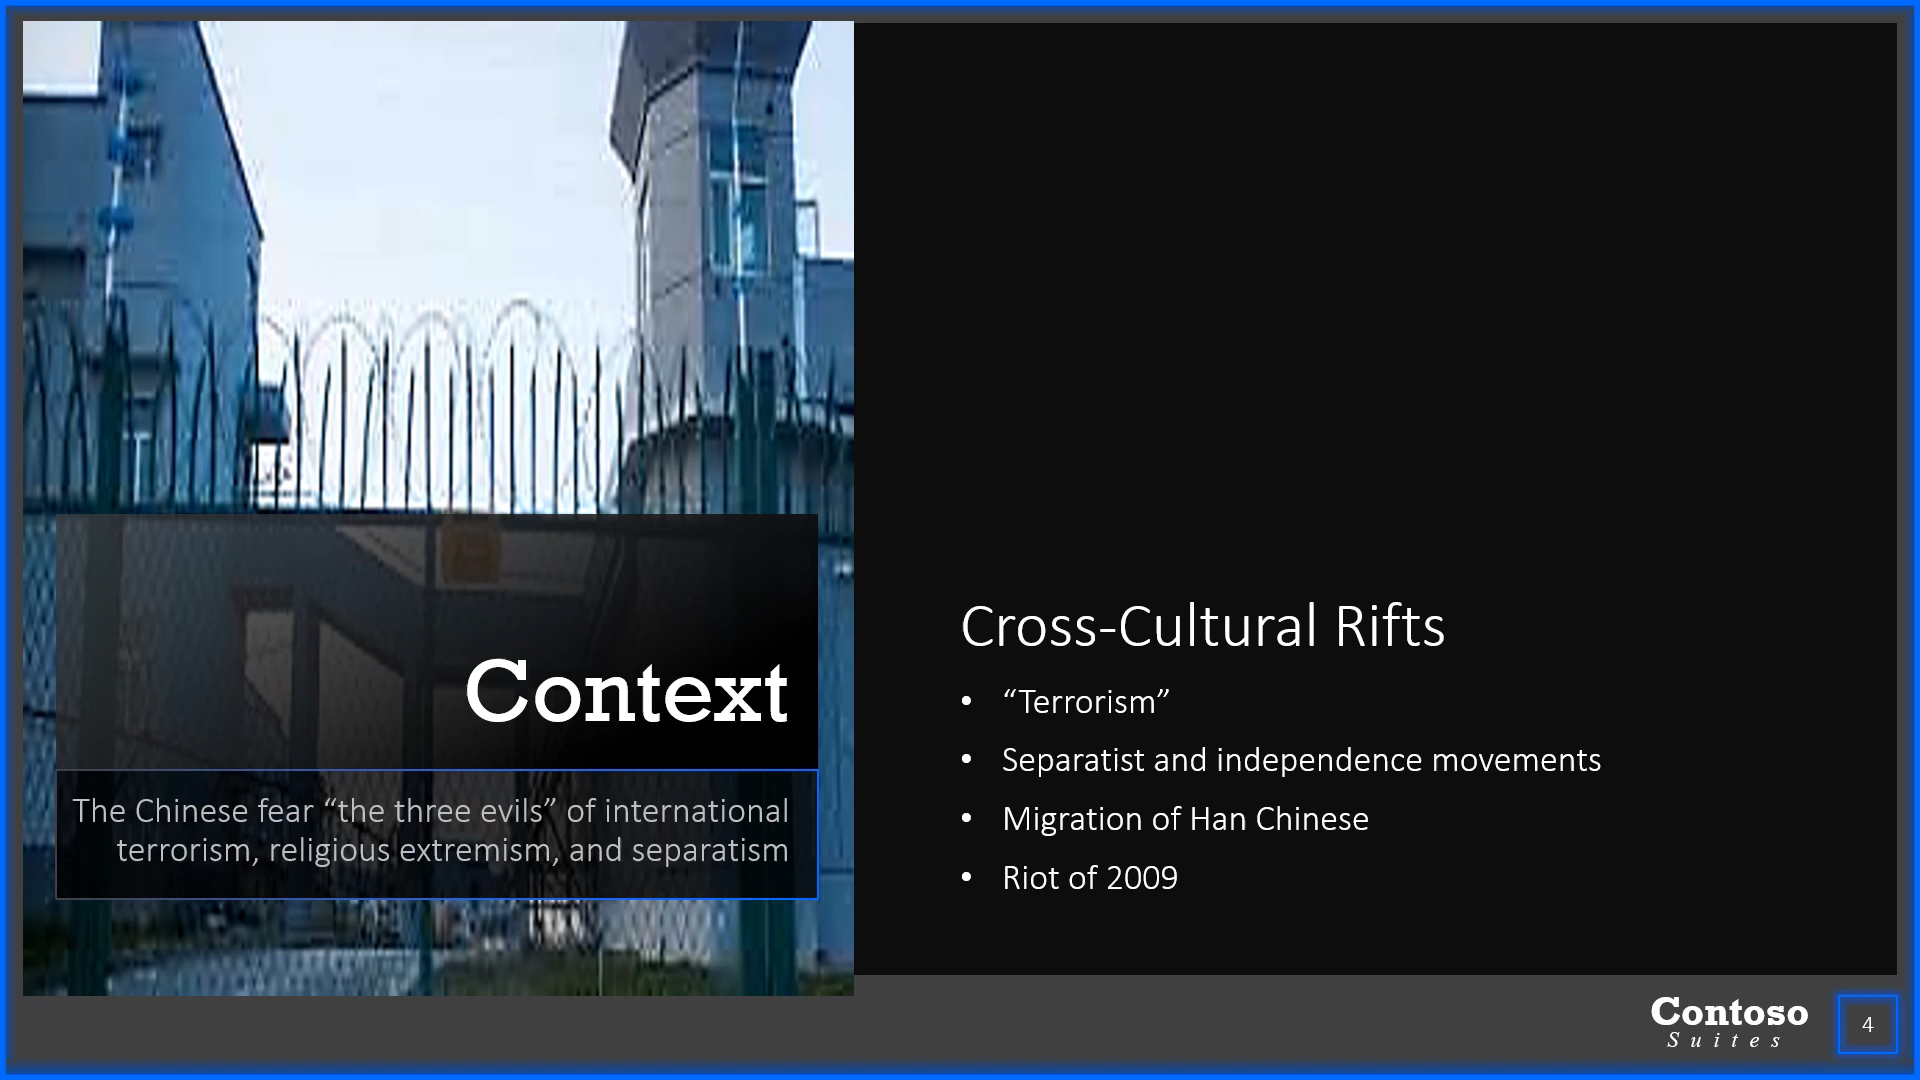 Context
The Chinese fear “the three evils” of international
terrorism, religious extremism, and separatism
Cross-Cultural Rifts
• “Terrorism”
• Separatist and independence movements
• Migration of Han Chinese
• Riot of 2009
Contoso
Suites
4